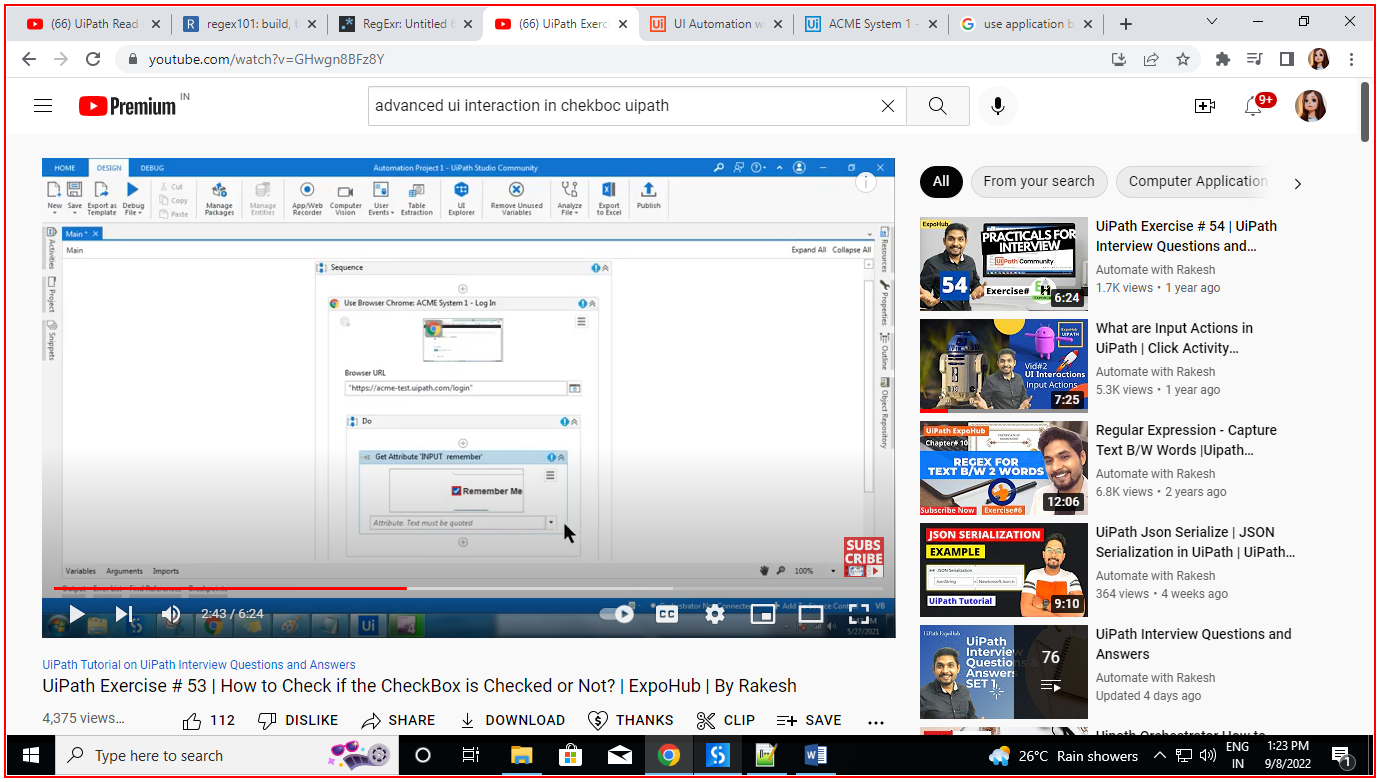 (66) UiPath Read
regex101: build, t
RegExr: Untitled
(66) UiPath Exerc
UI Automation w
ACME System 1 -
use application b
youtube.com/watch?v=GHwgn8BFz8Y
Premium IN
advanced ui interaction in chekboc uipath
9+
HOME DESIGN DEBUG
Automation Project 1 - UiPath Studio Community
New Save Export as Template Debug File
Cut
Copy
Paste
Manage Packages Manage Entities App/Web Recorder Computer Vision User Events Table Extraction UI Explorer Remove Unused Variables Analyze File Export to Excel Publish
Main *
Main
Expand All Collapse All
Activities
Project
Snippets
Resources
Properties
Outline
Object Repository
Sequence
Use Browser Chrome: ACME System 1 - Log In
Browser URL
"https://acme-test.uipath.com/login"
Do
Get Attribute 'INPUT remember'
Remember Me
Attribute. Text must be quoted
Variables Arguments Imports
100%
SUBS
CRIBE
2:43 / 6:24
CC
5/27/2021
UiPath Tutorial on UiPath Interview Questions and Answers
UiPath Exercise # 53 | How to Check if the CheckBox is Checked or Not? | ExpoHub | By Rakesh
4,375 views...
112 DISLIKE SHARE DOWNLOAD THANKS CLIP SAVE
All From your search Computer Application
ExpoHub
PRACTICALS FOR
INTERVIEW
UiPath Community
54
Exercise#
6:24
UiPath Exercise # 54 | UiPath
Interview Questions and...
Automate with Rakesh
1.7K views • 1 year ago
ExpoHub
UIPATH
Vid#2
UI Interactions
Input Actions
7:25
What are Input Actions in
UiPath | Click Activity...
Automate with Rakesh
5.3K views • 1 year ago
UiPath ExpoHub
Chapter# 10
REGEX FOR
TEXT B/W 2 WORDS
Subscribe Now Exercise#6
12:06
Regular Expression - Capture
Text B/W Words |Uipath...
Automate with Rakesh
6.8K views • 2 years ago
JSON SERIALIZATION
EXAMPLE
UiPath Tutorial
9:10
UiPath Json Serialize | JSON
Serialization in UiPath | UiPath...
Automate with Rakesh
364 views • 4 weeks ago
UiPath ExpoHub
UiPath
Interview
Questions &
Answers
SET 1
76
UiPath Interview Questions and
Answers
Automate with Rakesh
Updated 4 days ago
Type here to search
26°C Rain showers
ENG
IN
1:23 PM
9/8/2022
1